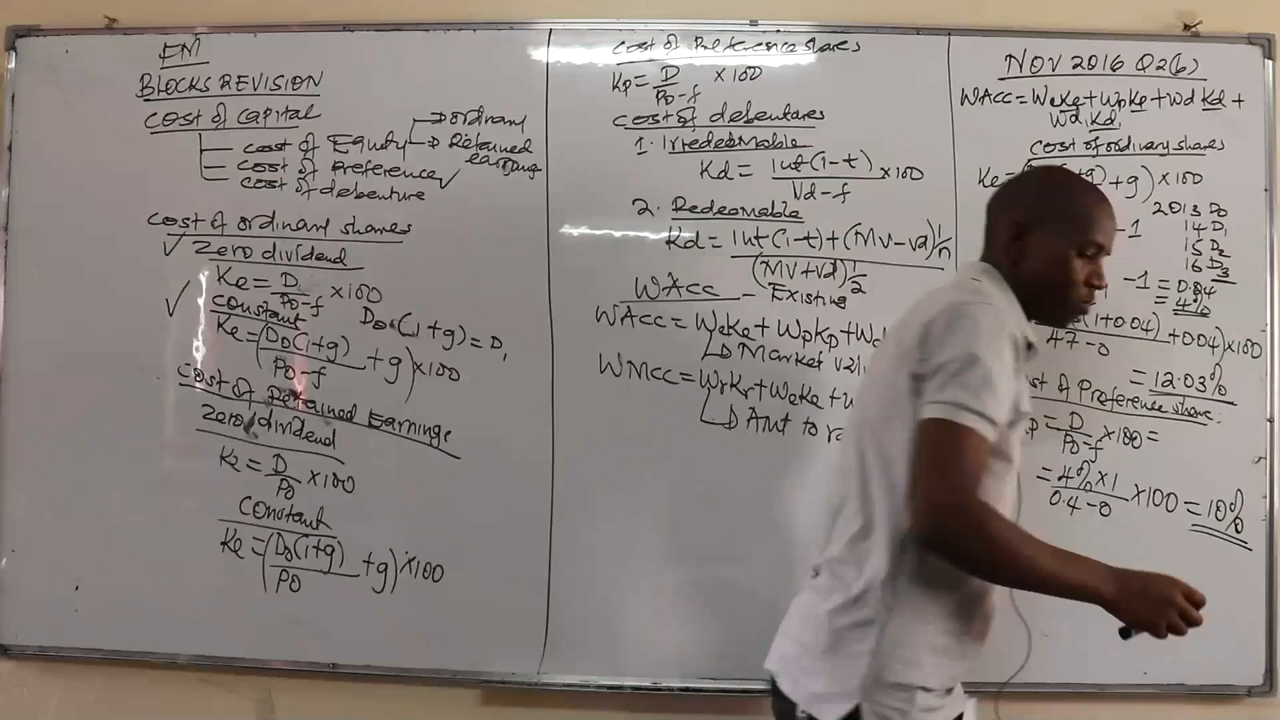 FM
BLOCKS REVISION
Cost of Capital
cost of Equity → ordinary
→ Retained earnings
cost of Preference ✓
cost of debenture
Cost of ordinary shares
✓ Zero dividend
Ke = D / Po-f ×100
✓ Constant
Do(1+g) = D1
Ke = (Do(1+g) / Po-f + g) ×100
Cost of Retained Earnings
Zero dividend
Ke = D / Po ×100
Constant
Ke = (Do(1+g) / Po + g) ×100
Cost of Preference shares
Kp = D / Po-f ×100
Cost of debentures
1. Irredeemable
Kd = Int(1-t) / Vd-f ×100
2. Redeemable
Kd = Int(1-t) + (MV-Vd) 1/n / (MV+Vd) 1/2
WACC – Existing
WACC = WeKe + WpKp + Wd
↳ Market val
WMCC = WrKr + WeKe +
↳ Amt to
NOV 2016 Q2(b)
WACC = WeKe + WpKp + Wd Kd +
Wd1 Kd1
Cost of ordinary shares
Ke = +g) + g) ×100
2013 D0
-1 14 D1
15 D2
16 D3
-1 = 0.04
= 4%
(1+0.04) / 47-0 + 0.04) ×100
= 12.03%
of Preference share:
= D / Po-f ×100 =
= 4% × 1 / 0.4-0 ×100 = 10%